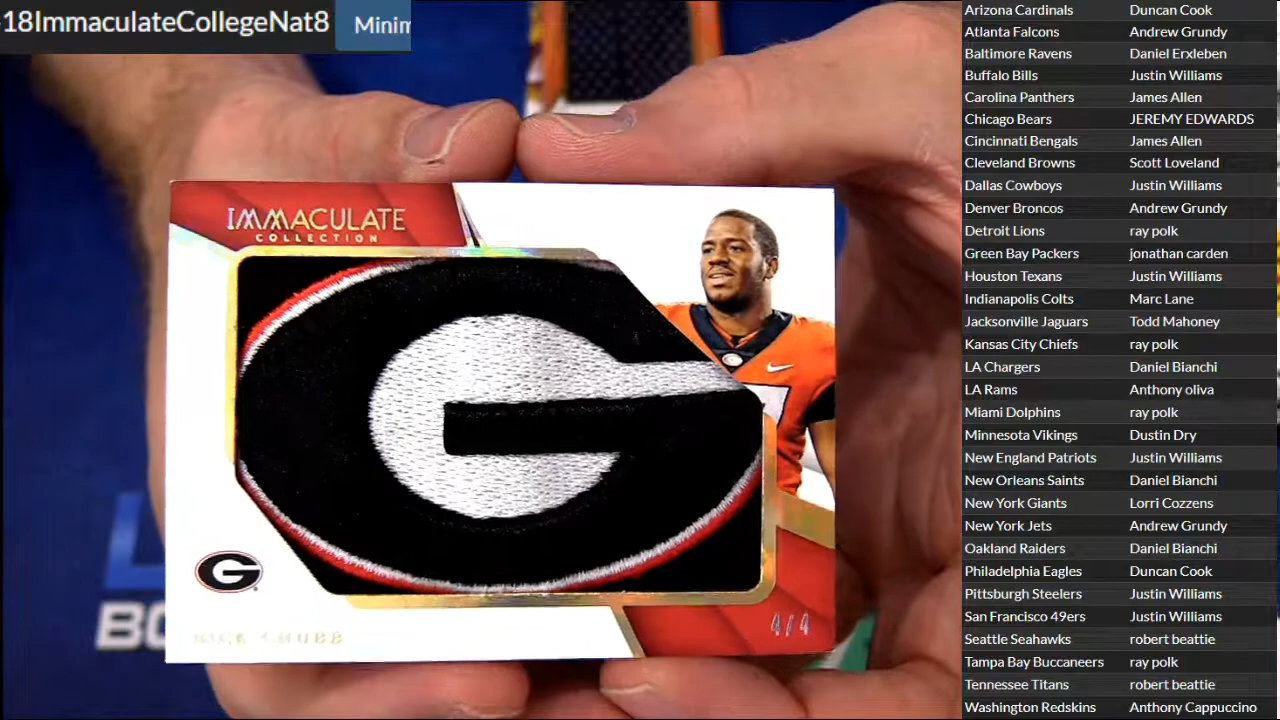 -18ImmaculateCollegeNat8
Minim
IMMACULATE
COLLECTION
G
G
NICK CHUBB
4/4
BO
Arizona Cardinals Duncan Cook
Atlanta Falcons Andrew Grundy
Baltimore Ravens Daniel Erxleben
Buffalo Bills Justin Williams
Carolina Panthers James Allen
Chicago Bears JEREMY EDWARDS
Cincinnati Bengals James Allen
Cleveland Browns Scott Loveland
Dallas Cowboys Justin Williams
Denver Broncos Andrew Grundy
Detroit Lions ray polk
Green Bay Packers jonathan carden
Houston Texans Justin Williams
Indianapolis Colts Marc Lane
Jacksonville Jaguars Todd Mahoney
Kansas City Chiefs ray polk
LA Chargers Daniel Bianchi
LA Rams Anthony oliva
Miami Dolphins ray polk
Minnesota Vikings Dustin Dry
New England Patriots Justin Williams
New Orleans Saints Daniel Bianchi
New York Giants Lorri Cozzens
New York Jets Andrew Grundy
Oakland Raiders Daniel Bianchi
Philadelphia Eagles Duncan Cook
Pittsburgh Steelers Justin Williams
San Francisco 49ers Justin Williams
Seattle Seahawks robert beattie
Tampa Bay Buccaneers ray polk
Tennessee Titans robert beattie
Washington Redskins Anthony Cappuccino